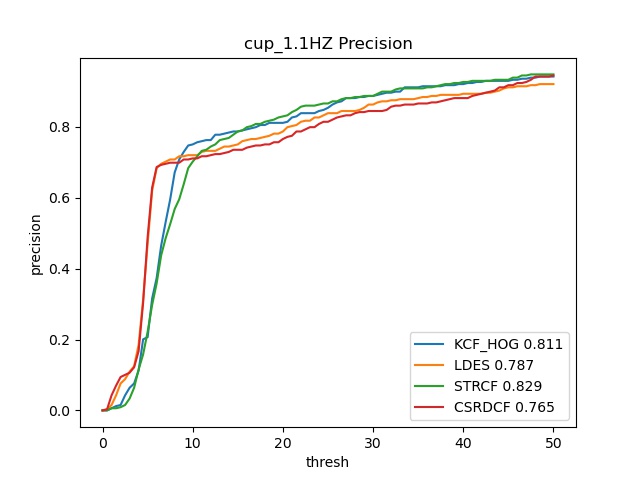 cup_1.1HZ Precision
precision
0.8
0.6
0.4
0.2
0.0
0 10 20 30 40 50
thresh
KCF_HOG 0.811
LDES 0.787
STRCF 0.829
CSRDCF 0.765